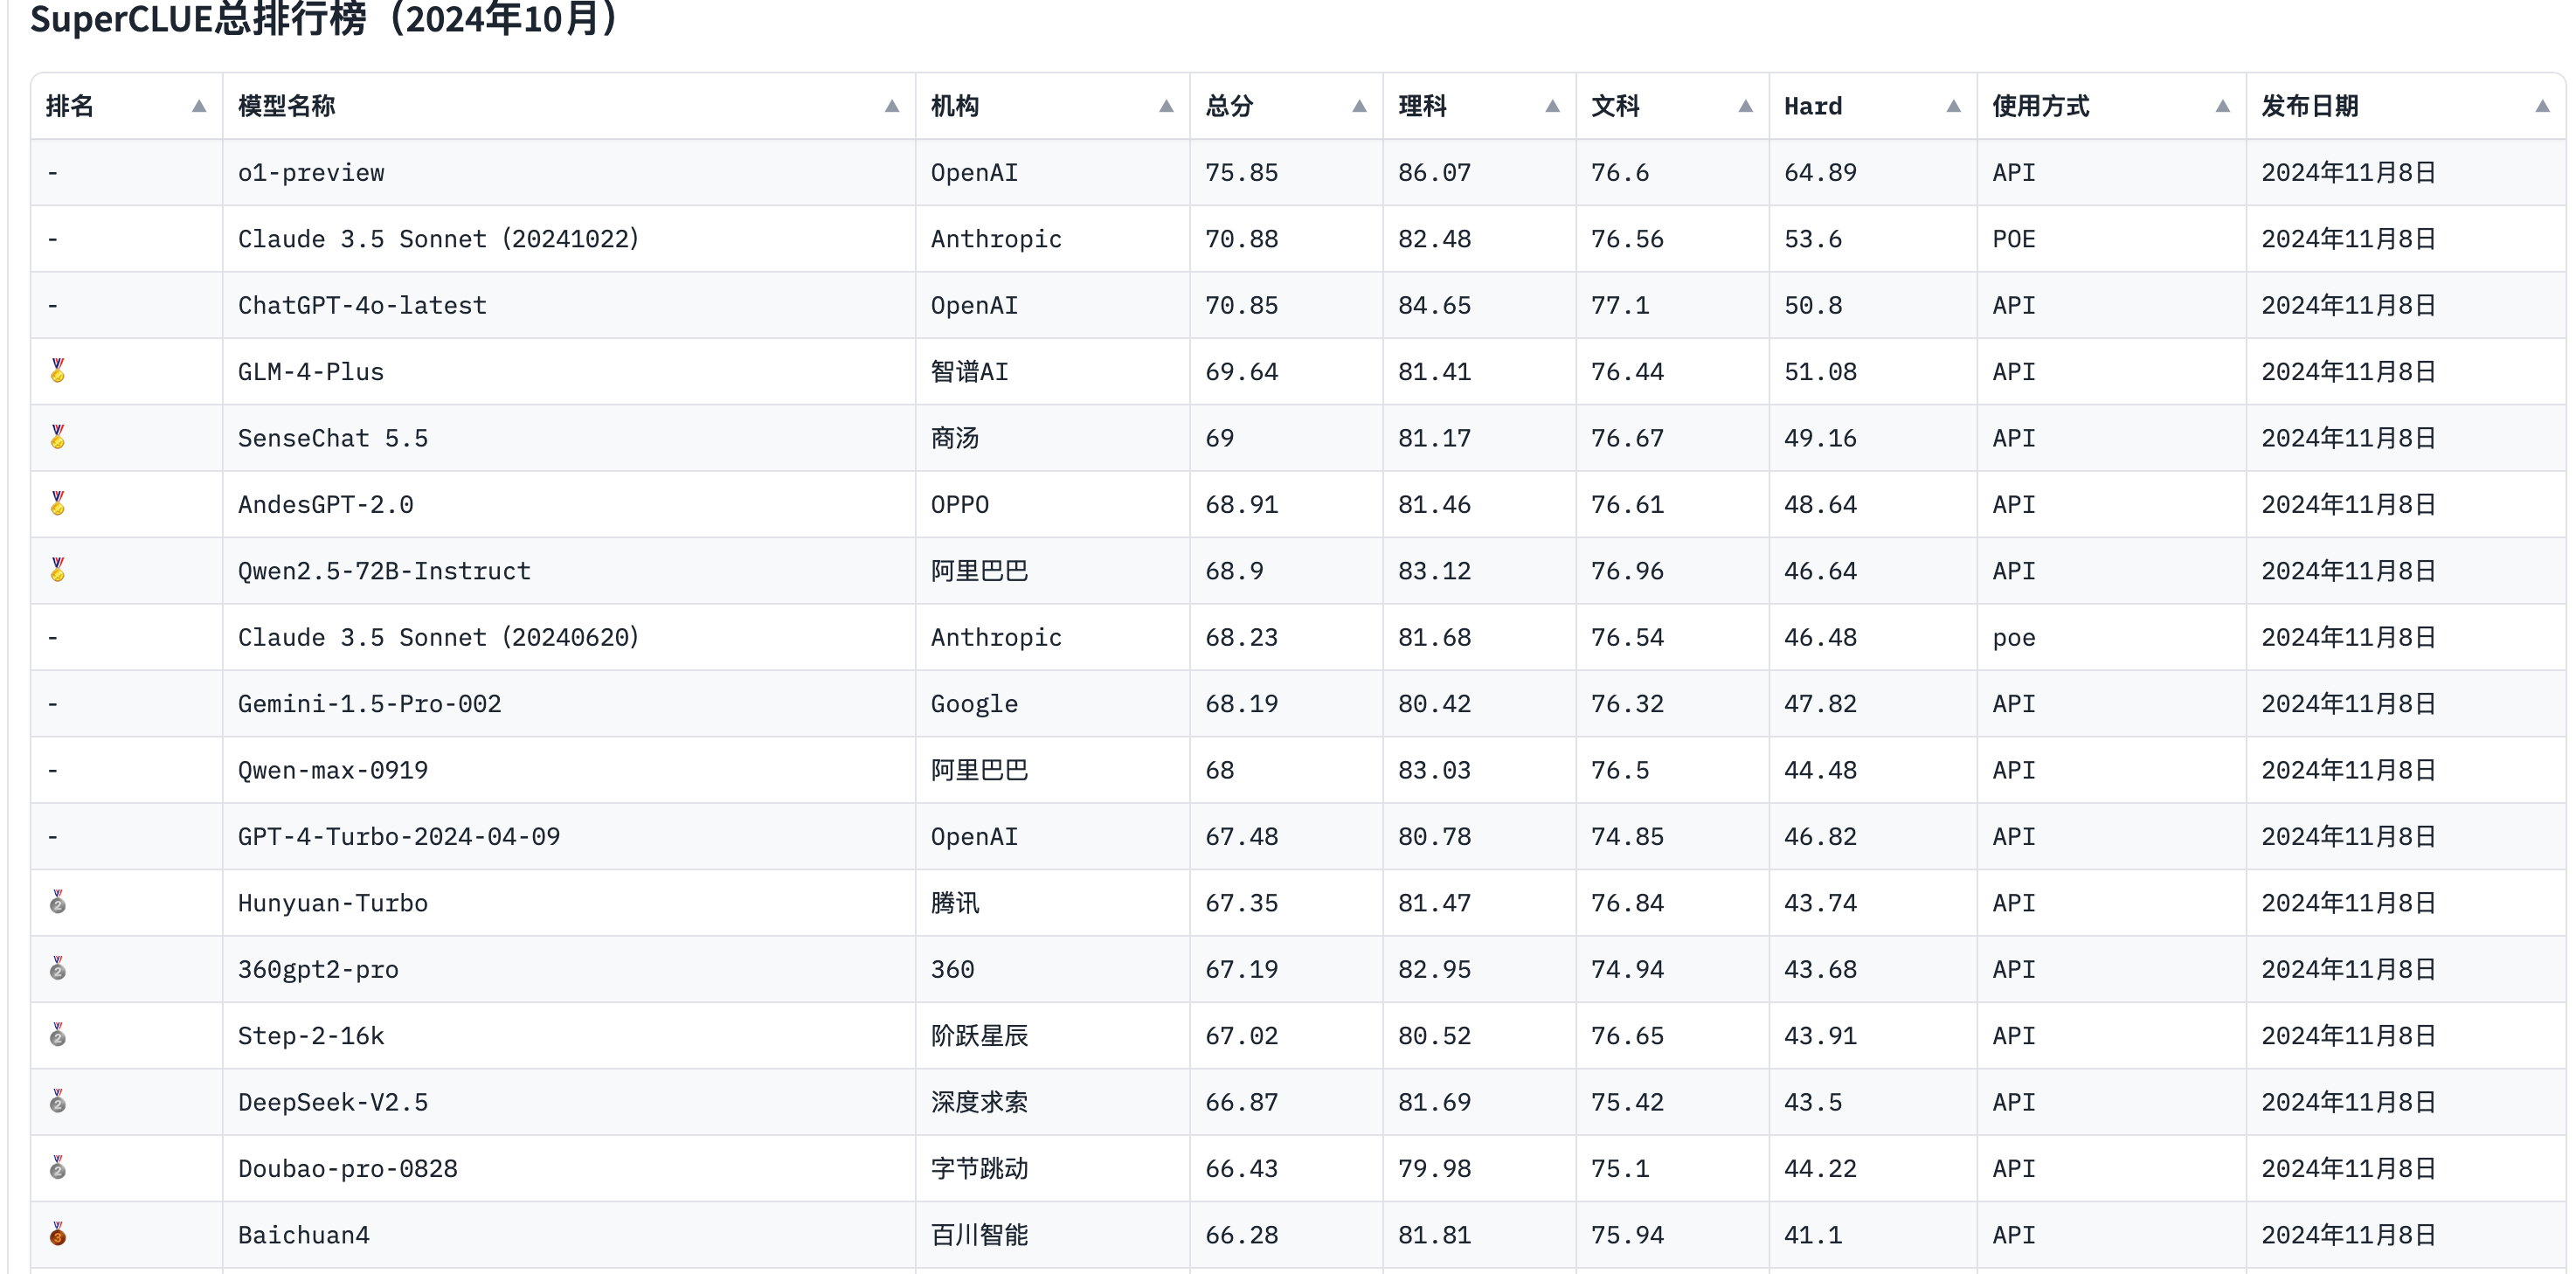 SuperCLUE总排行榜（2024年10月）
排名 模型名称 机构 总分 理科 文科 Hard 使用方式 发布日期
- o1-preview OpenAI 75.85 86.07 76.6 64.89 API 2024年11月8日
- Claude 3.5 Sonnet（20241022） Anthropic 70.88 82.48 76.56 53.6 POE 2024年11月8日
- ChatGPT-4o-latest OpenAI 70.85 84.65 77.1 50.8 API 2024年11月8日
🏅 GLM-4-Plus 智谱AI 69.64 81.41 76.44 51.08 API 2024年11月8日
🏅 SenseChat 5.5 商汤 69 81.17 76.67 49.16 API 2024年11月8日
🏅 AndesGPT-2.0 OPPO 68.91 81.46 76.61 48.64 API 2024年11月8日
🏅 Qwen2.5-72B-Instruct 阿里巴巴 68.9 83.12 76.96 46.64 API 2024年11月8日
- Claude 3.5 Sonnet（20240620） Anthropic 68.23 81.68 76.54 46.48 poe 2024年11月8日
- Gemini-1.5-Pro-002 Google 68.19 80.42 76.32 47.82 API 2024年11月8日
- Qwen-max-0919 阿里巴巴 68 83.03 76.5 44.48 API 2024年11月8日
- GPT-4-Turbo-2024-04-09 OpenAI 67.48 80.78 74.85 46.82 API 2024年11月8日
🥈 Hunyuan-Turbo 腾讯 67.35 81.47 76.84 43.74 API 2024年11月8日
🥈 360gpt2-pro 360 67.19 82.95 74.94 43.68 API 2024年11月8日
🥈 Step-2-16k 阶跃星辰 67.02 80.52 76.65 43.91 API 2024年11月8日
🥈 DeepSeek-V2.5 深度求索 66.87 81.69 75.42 43.5 API 2024年11月8日
🥈 Doubao-pro-0828 字节跳动 66.43 79.98 75.1 44.22 API 2024年11月8日
🥉 Baichuan4 百川智能 66.28 81.81 75.94 41.1 API 2024年11月8日